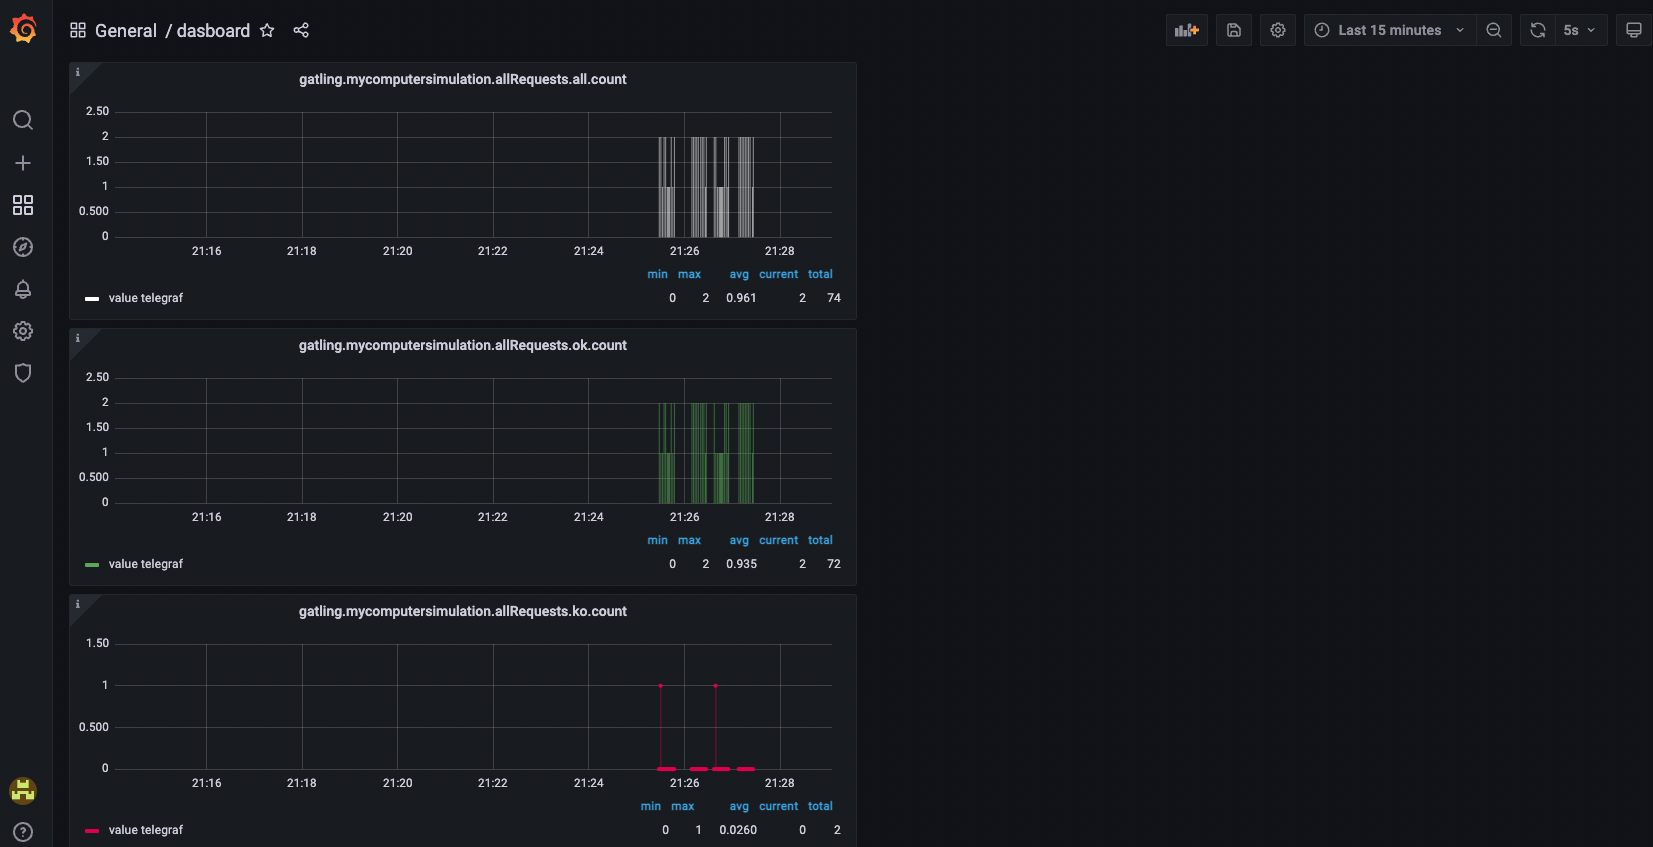 General / dasboard
Last 15 minutes
5s
i
gatling.mycomputersimulation.allRequests.all.count
2.50
2
1.50
1
0.500
0
21:16 21:18 21:20 21:22 21:24 21:26 21:28
min max avg current total
value telegraf 0 2 0.961 2 74
i
gatling.mycomputersimulation.allRequests.ok.count
2.50
2
1.50
1
0.500
0
21:16 21:18 21:20 21:22 21:24 21:26 21:28
min max avg current total
value telegraf 0 2 0.935 2 72
i
gatling.mycomputersimulation.allRequests.ko.count
1.50
1
0.500
0
21:16 21:18 21:20 21:22 21:24 21:26 21:28
min max avg current total
value telegraf 0 1 0.0260 0 2